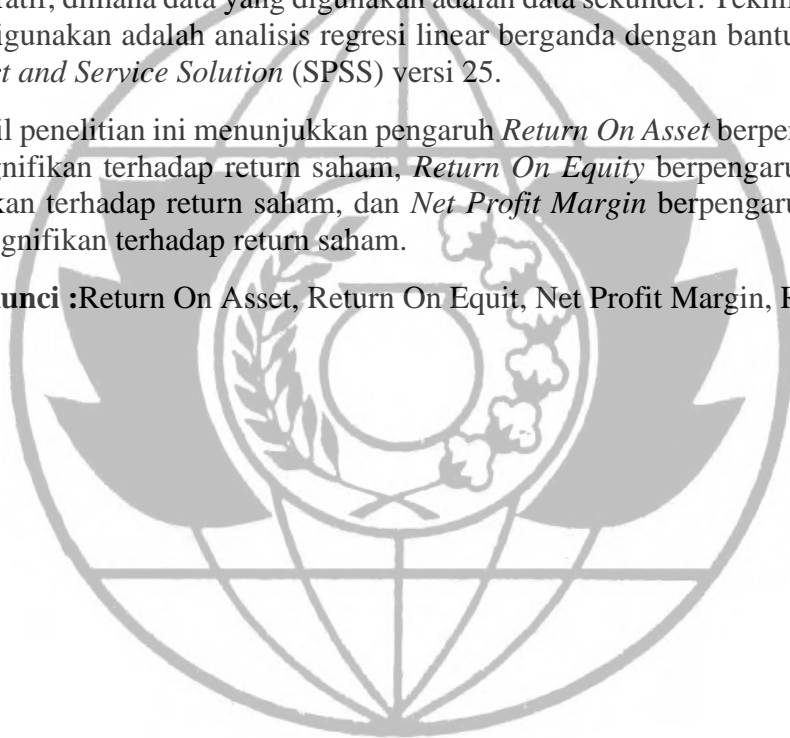 ratif, dimana data yang digunakan adalah data sekunder. Tekni
igunakan adalah analisis regresi linear berganda dengan bantu
t and Service Solution (SPSS) versi 25.
il penelitian ini menunjukkan pengaruh Return On Asset berpe
gnifikan terhadap return saham, Return On Equity berpengaru
kan terhadap return saham, dan Net Profit Margin berpengaru
gnifikan terhadap return saham.
unci :Return On Asset, Return On Equit, Net Profit Margin,